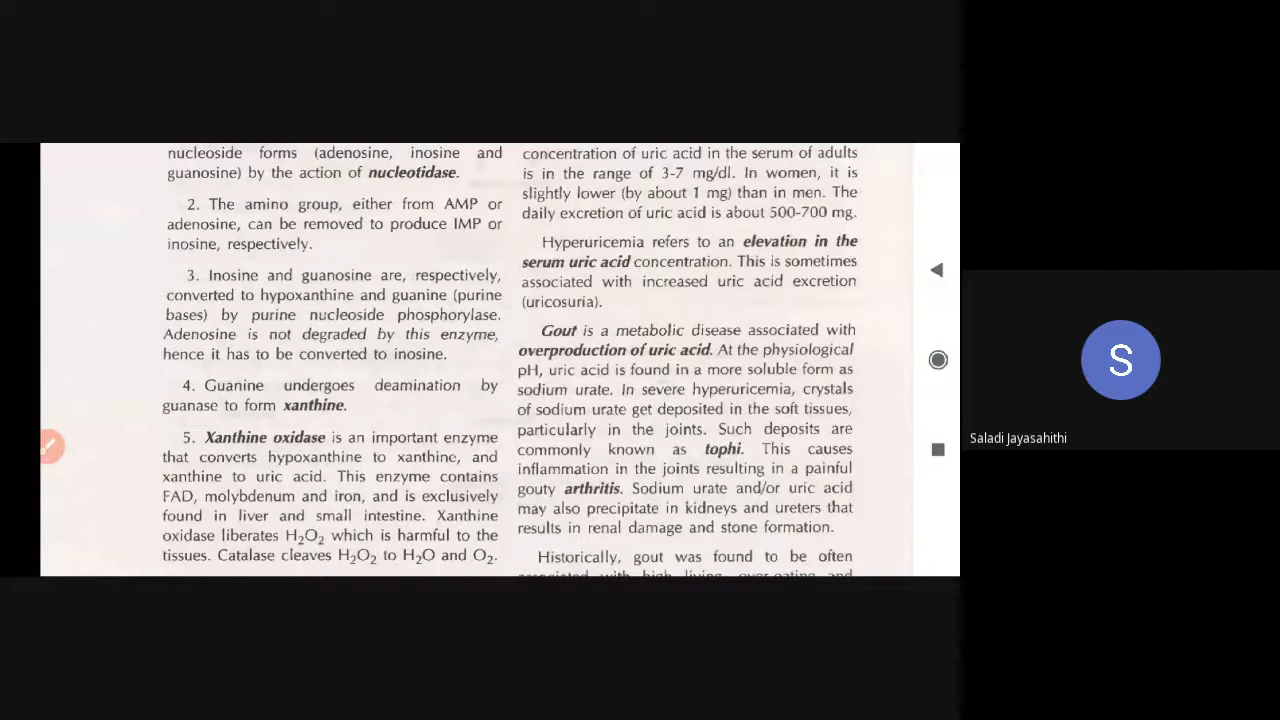 nucleoside forms (adenosine, inosine and
guanosine) by the action of nucleotidase.
2. The amino group, either from AMP or
adenosine, can be removed to produce IMP or
inosine, respectively.
3. Inosine and guanosine are, respectively,
converted to hypoxanthine and guanine (purine
bases) by purine nucleoside phosphorylase.
Adenosine is not degraded by this enzyme,
hence it has to be converted to inosine.
4. Guanine undergoes deamination by
guanase to form xanthine.
5. Xanthine oxidase is an important enzyme
that converts hypoxanthine to xanthine, and
xanthine to uric acid. This enzyme contains
FAD, molybdenum and iron, and is exclusively
found in liver and small intestine. Xanthine
oxidase liberates H₂O₂ which is harmful to the
tissues. Catalase cleaves H₂O₂ to H₂O and O₂.
concentration of uric acid in the serum of adults
is in the range of 3-7 mg/dl. In women, it is
slightly lower (by about 1 mg) than in men. The
daily excretion of uric acid is about 500-700 mg.
Hyperuricemia refers to an elevation in the
serum uric acid concentration. This is sometimes
associated with increased uric acid excretion
(uricosuria).
Gout is a metabolic disease associated with
overproduction of uric acid. At the physiological
pH, uric acid is found in a more soluble form as
sodium urate. In severe hyperuricemia, crystals
of sodium urate get deposited in the soft tissues,
particularly in the joints. Such deposits are
commonly known as tophi. This causes
inflammation in the joints resulting in a painful
gouty arthritis. Sodium urate and/or uric acid
may also precipitate in kidneys and ureters that
results in renal damage and stone formation.
Historically, gout was found to be often
associated with high living, over-eating and
S
Saladi Jayasahithi